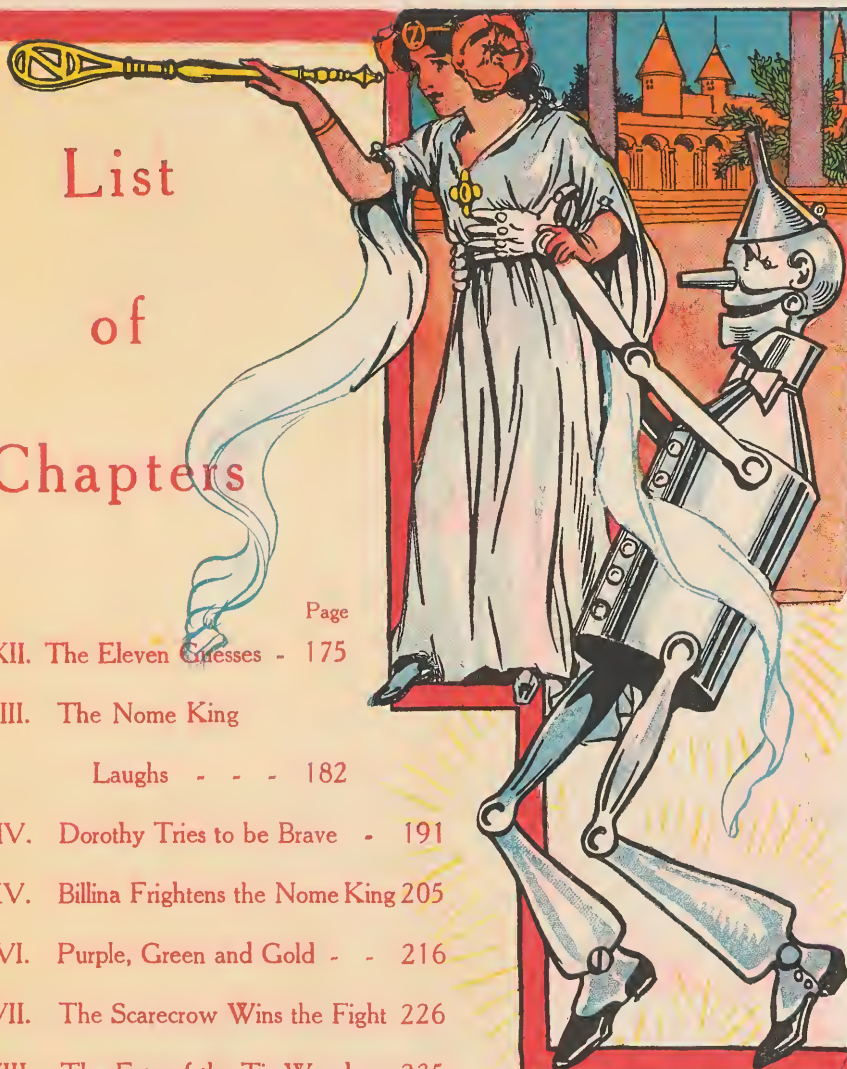 List
of
Chapters
Page
XII. The Eleven Guesses - 175
III. The Nome King
Laughs - - - 182
IV. Dorothy Tries to be Brave - 191
V. Billina Frightens the Nome King 205
VI. Purple, Green and Gold - - 216
VII. The Scarecrow Wins the Fight 226